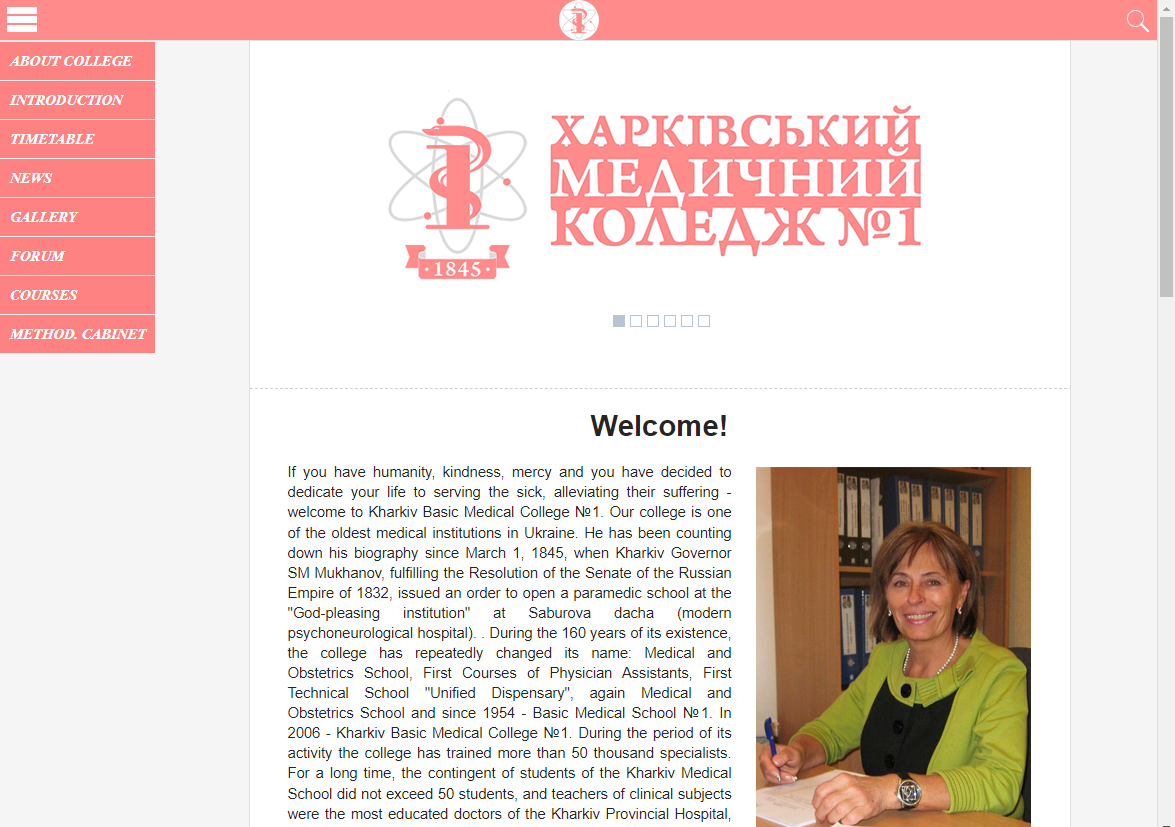 ABOUT COLLEGE
INTRODUCTION
TIMETABLE
NEWS
GALLERY
FORUM
COURSES
METHOD. CABINET
1845
ХАРКІВСЬКИЙ
МЕДИЧНИЙ
КОЛЕДЖ №1
Welcome!
If you have humanity, kindness, mercy and you have decided to
dedicate your life to serving the sick, alleviating their suffering -
welcome to Kharkiv Basic Medical College №1. Our college is one
of the oldest medical institutions in Ukraine. He has been counting
down his biography since March 1, 1845, when Kharkiv Governor
SM Mukhanov, fulfilling the Resolution of the Senate of the Russian
Empire of 1832, issued an order to open a paramedic school at the
"God-pleasing institution" at Saburova dacha (modern
psychoneurological hospital). . During the 160 years of its existence,
the college has repeatedly changed its name: Medical and
Obstetrics School, First Courses of Physician Assistants, First
Technical School "Unified Dispensary", again Medical and
Obstetrics School and since 1954 - Basic Medical School №1. In
2006 - Kharkiv Basic Medical College №1. During the period of its
activity the college has trained more than 50 thousand specialists.
For a long time, the contingent of students of the Kharkiv Medical
School did not exceed 50 students, and teachers of clinical subjects
were the most educated doctors of the Kharkiv Provincial Hospital,